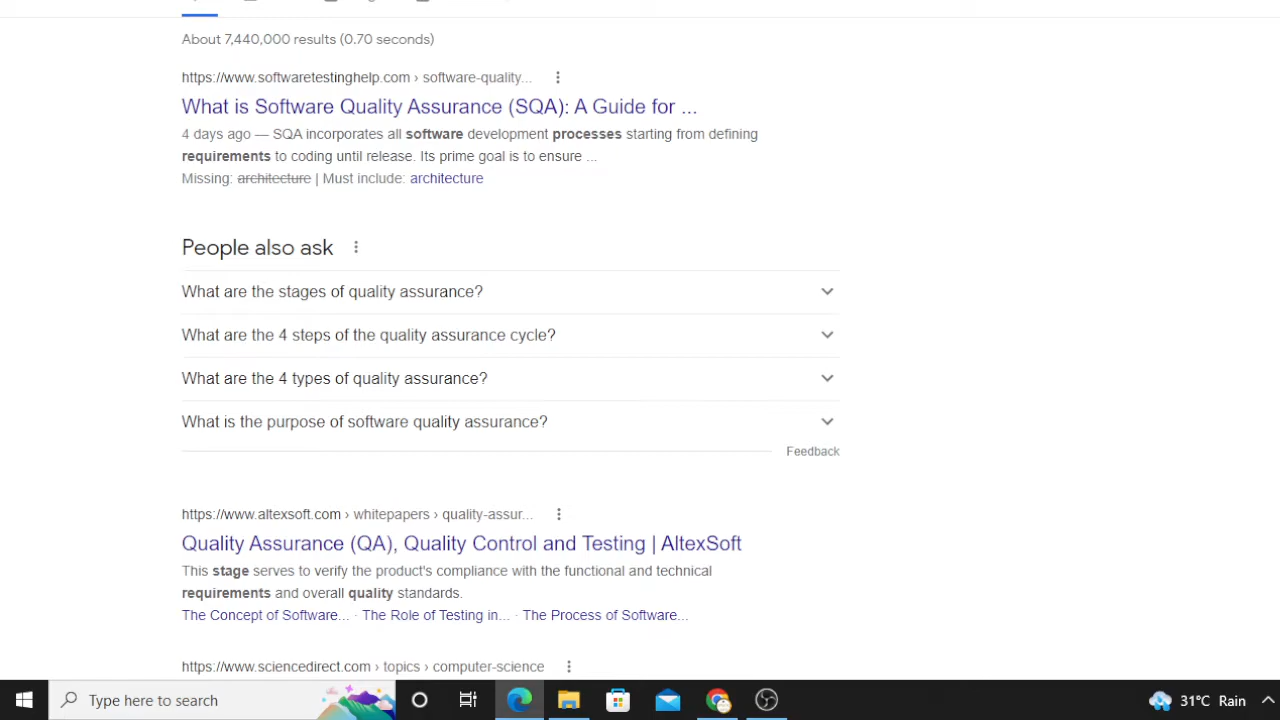 About 7,440,000 results (0.70 seconds)
https://www.softwaretestinghelp.com › software-quality...
What is Software Quality Assurance (SQA): A Guide for ...
4 days ago — SQA incorporates all software development processes starting from defining
requirements to coding until release. Its prime goal is to ensure ...
Missing: architecture | Must include: architecture
People also ask
What are the stages of quality assurance?
What are the 4 steps of the quality assurance cycle?
What are the 4 types of quality assurance?
What is the purpose of software quality assurance?
Feedback
https://www.altexsoft.com › whitepapers › quality-assur...
Quality Assurance (QA), Quality Control and Testing | AltexSoft
This stage serves to verify the product's compliance with the functional and technical
requirements and overall quality standards.
The Concept of Software... · The Role of Testing in... · The Process of Software...
https://www.sciencedirect.com › topics › computer-science
Type here to search
31°C Rain